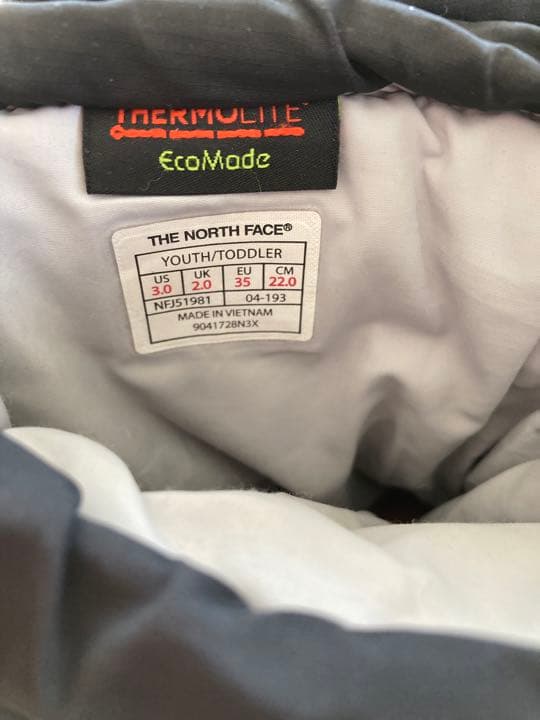 THERMOLITE®
EcoMade
THE NORTH FACE®
YOUTH/TODDLER
US UK EU CM
3.0 2.0 35 22.0
NFJ51981 04-193
MADE IN VIETNAM
9041728N3X